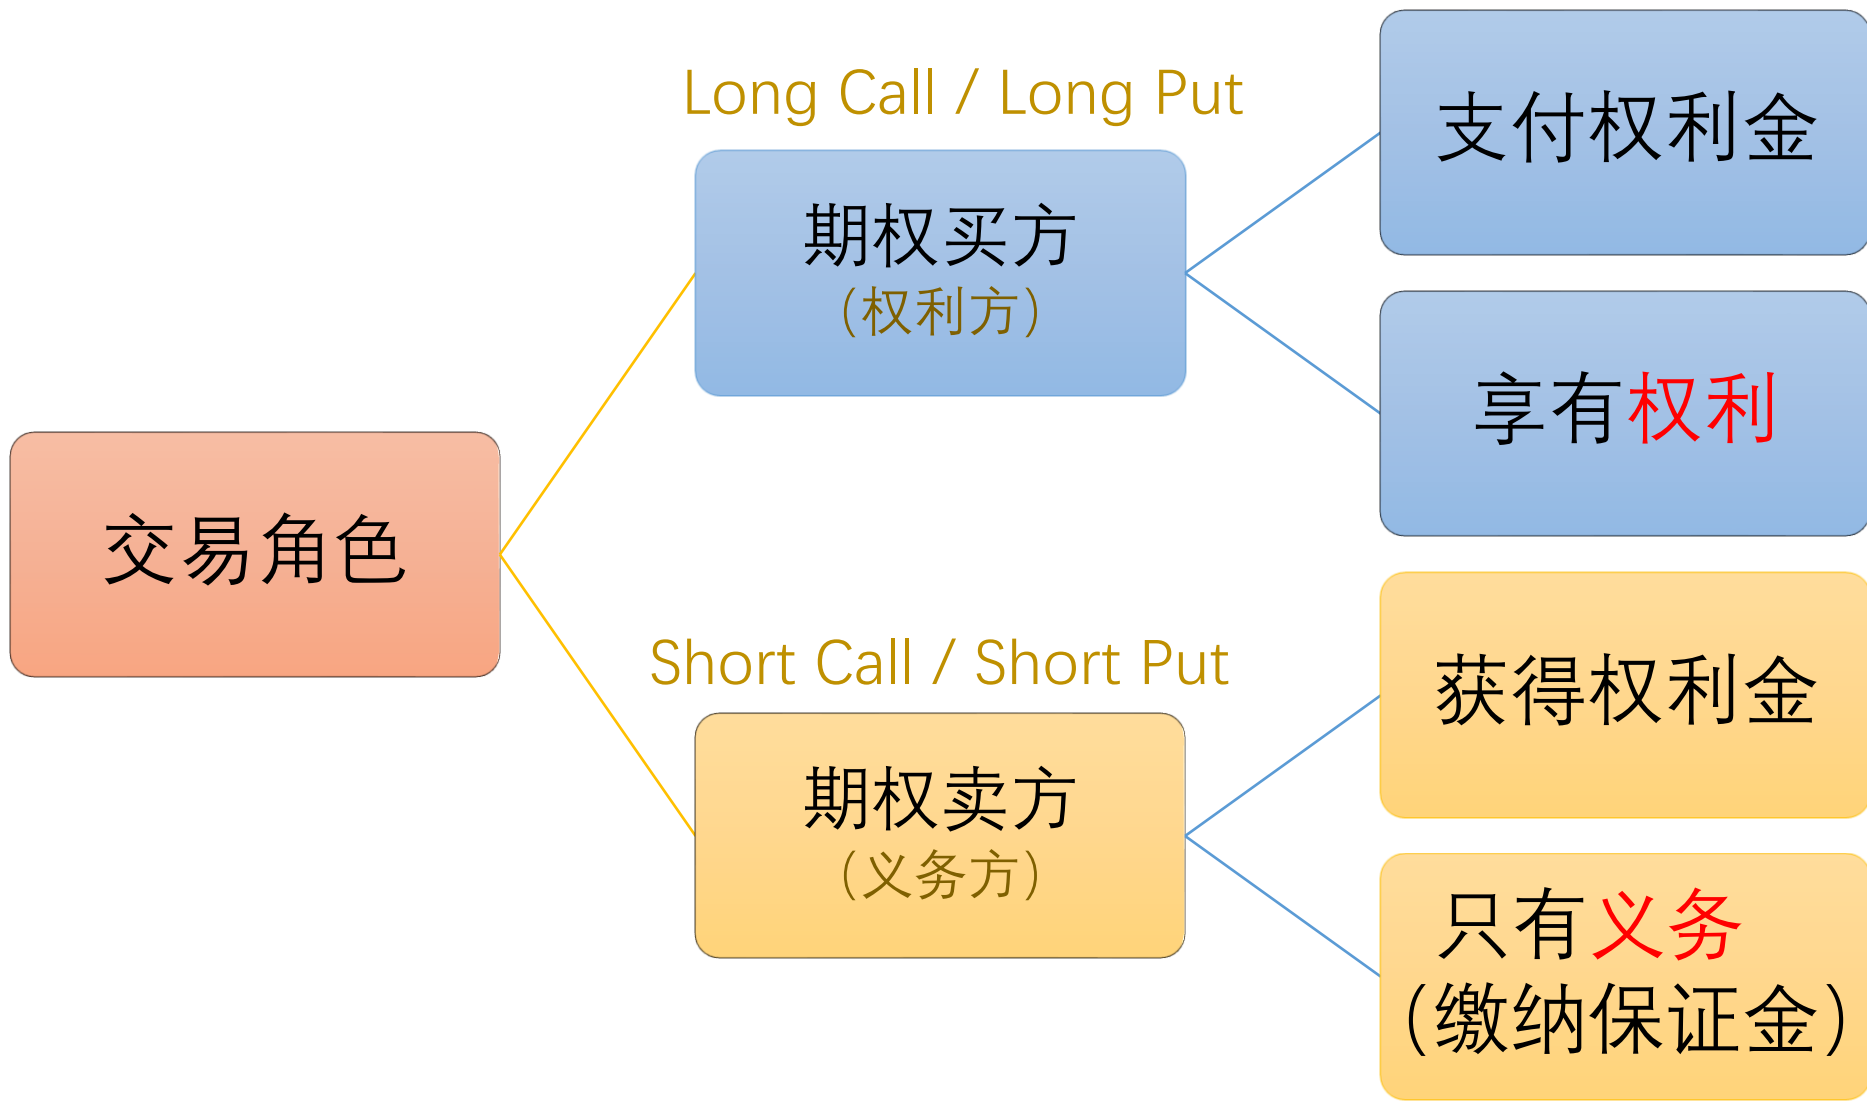 交易角色
Long Call / Long Put
期权买方
(权利方)
支付权利金
享有权利
Short Call / Short Put
期权卖方
(义务方)
获得权利金
只有义务
(缴纳保证金)